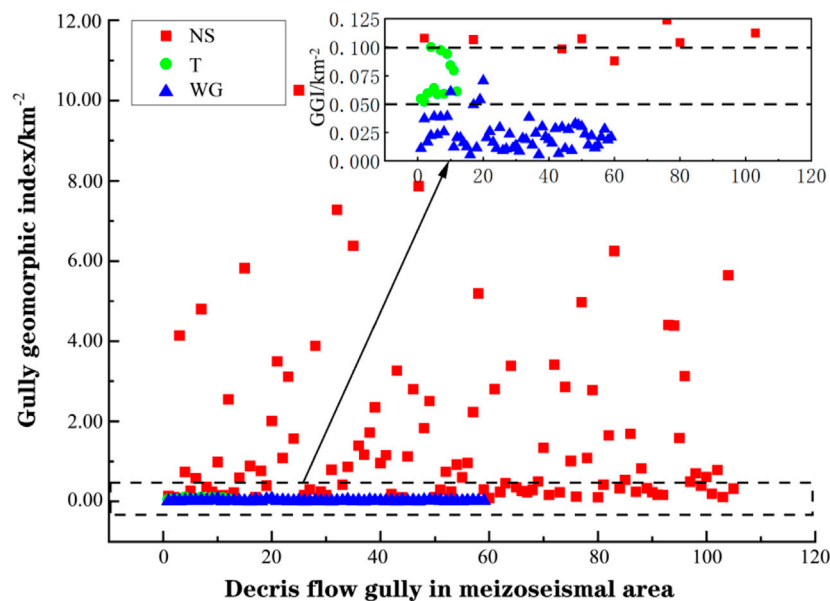 12.00
10.00
8.00
6.00
4.00
2.00
0.00
Gully geomorphic index/km-2
NS
T
WG
0.125
0.100
0.075
0.050
0.025
0.000
GGI/km-2
0 20 40 60 80 100 120
0 20 40 60 80 100 120
Decris flow gully in meizoseismal area